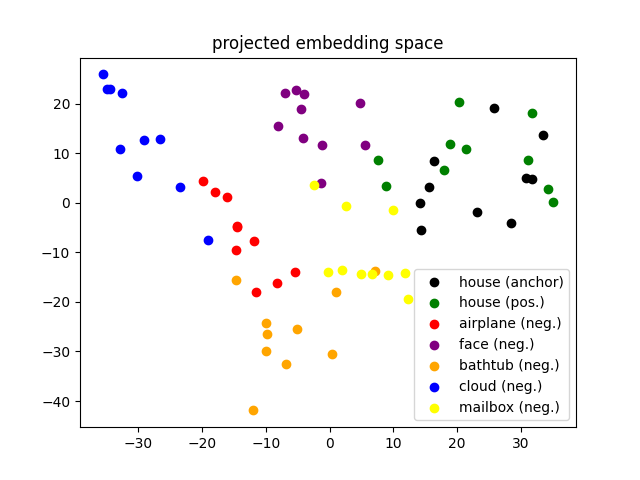 projected embedding space
20
10
0
−10
−20
−30
−40
house (anchor)
house (pos.)
airplane (neg.)
face (neg.)
bathtub (neg.)
cloud (neg.)
mailbox (neg.)
−30 −20 −10 0 10 20 30